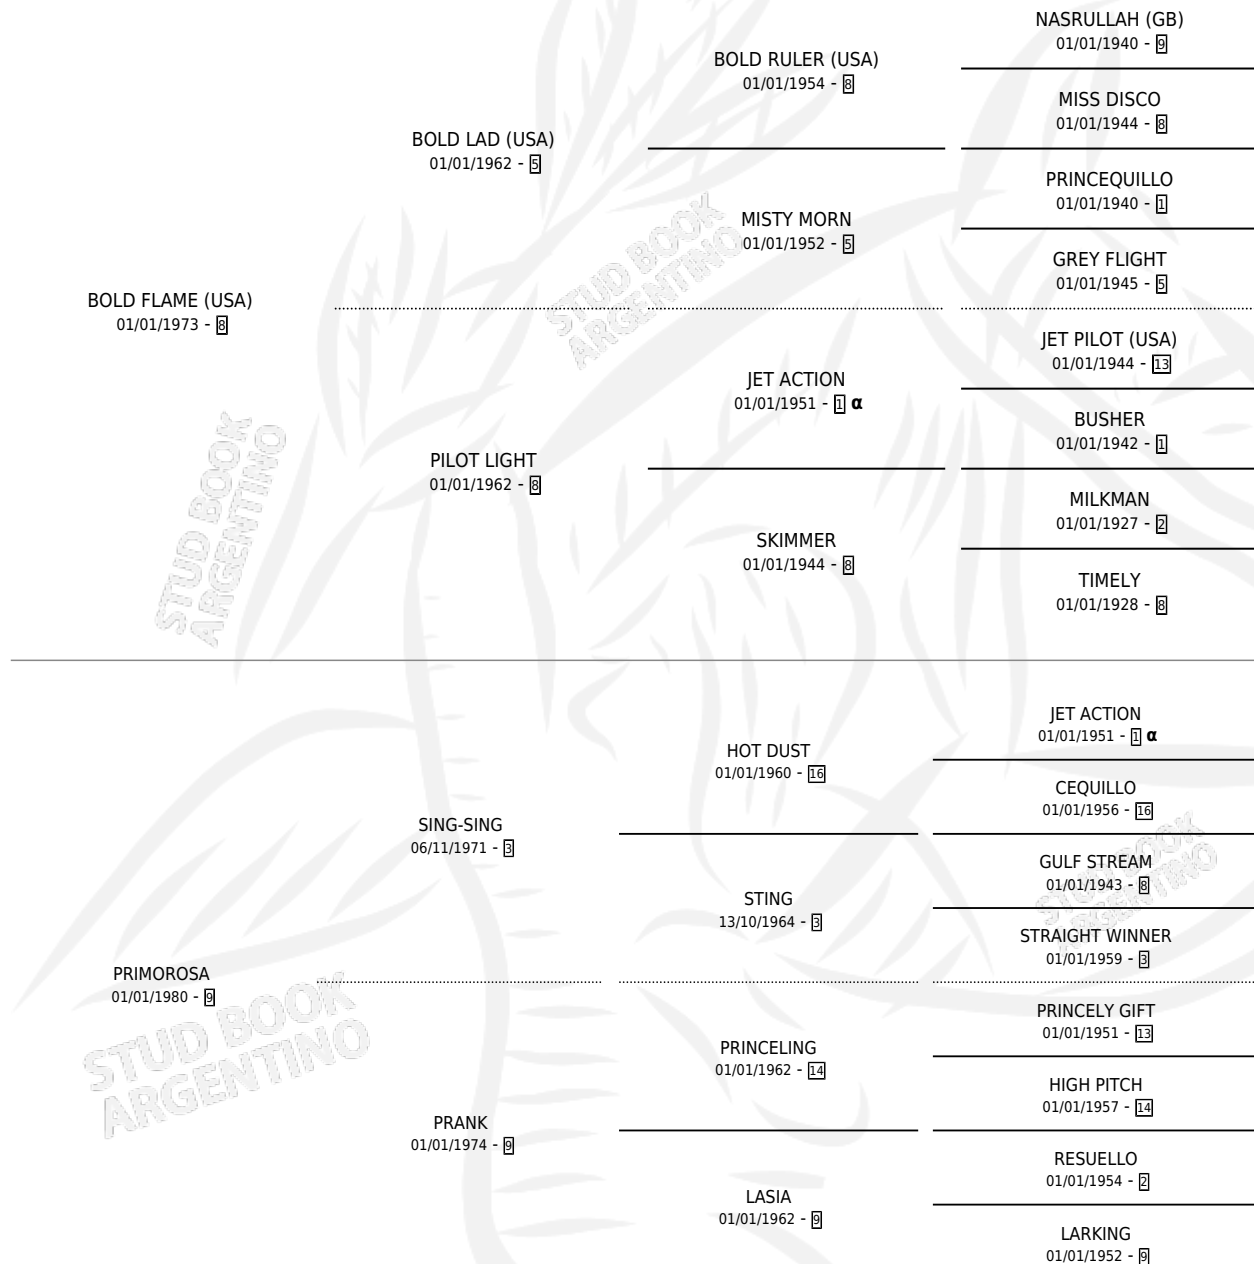 NASRULLAH (GB)
01/01/1940 - 9
BOLD RULER (USA)
01/01/1954 - 8
MISS DISCO
01/01/1944 - 8
BOLD LAD (USA)
01/01/1962 - 5
PRINCEQUILLO
01/01/1940 - 1
MISTY MORN
01/01/1952 - 5
GREY FLIGHT
01/01/1945 - 5
BOLD FLAME (USA)
01/01/1973 - 8
STUD BOOK
ARGENTINO
JET PILOT (USA)
01/01/1944 - 13
JET ACTION
01/01/1951 - 1 α
BUSHER
01/01/1942 - 1
PILOT LIGHT
01/01/1962 - 8
STUD BOOK
ARGENTINO
MILKMAN
01/01/1927 - 2
SKIMMER
01/01/1944 - 8
TIMELY
01/01/1928 - 8
JET ACTION
01/01/1951 - 1 α
HOT DUST
01/01/1960 - 16
CEQUILLO
01/01/1956 - 16
SING-SING
06/11/1971 - 3
GULF STREAM
01/01/1943 - 8
STUD BOOK
ARGENTINO
STING
13/10/1964 - 3
STRAIGHT WINNER
01/01/1959 - 3
PRIMOROSA
01/01/1980 - 9
STUD BOOK
ARGENTINO
PRINCELY GIFT
01/01/1951 - 13
PRINCELING
01/01/1962 - 14
HIGH PITCH
01/01/1957 - 14
PRANK
01/01/1974 - 9
RESUELLO
01/01/1954 - 2
LASIA
01/01/1962 - 9
LARKING
01/01/1952 - 9